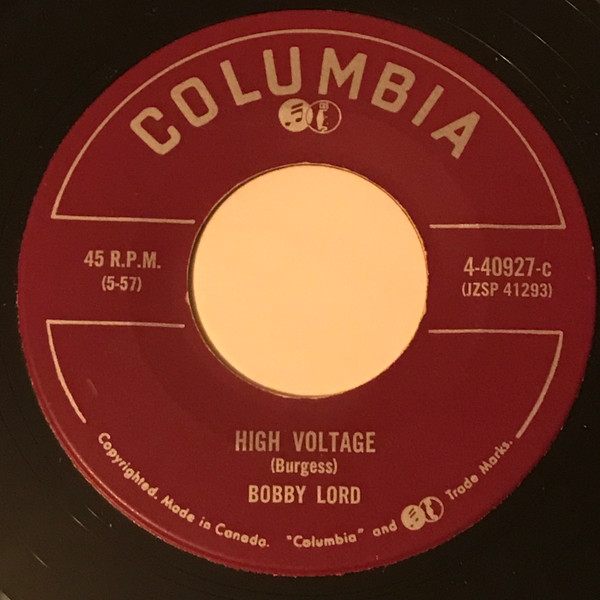 COLUMBIA
45 R.P.M.
(5-57)
4-40927-c
(JZSP 41293)
HIGH VOLTAGE
(Burgess)
BOBBY LORD
Copyrighted. Made in Canada. "Columbia" and Trade Marks.